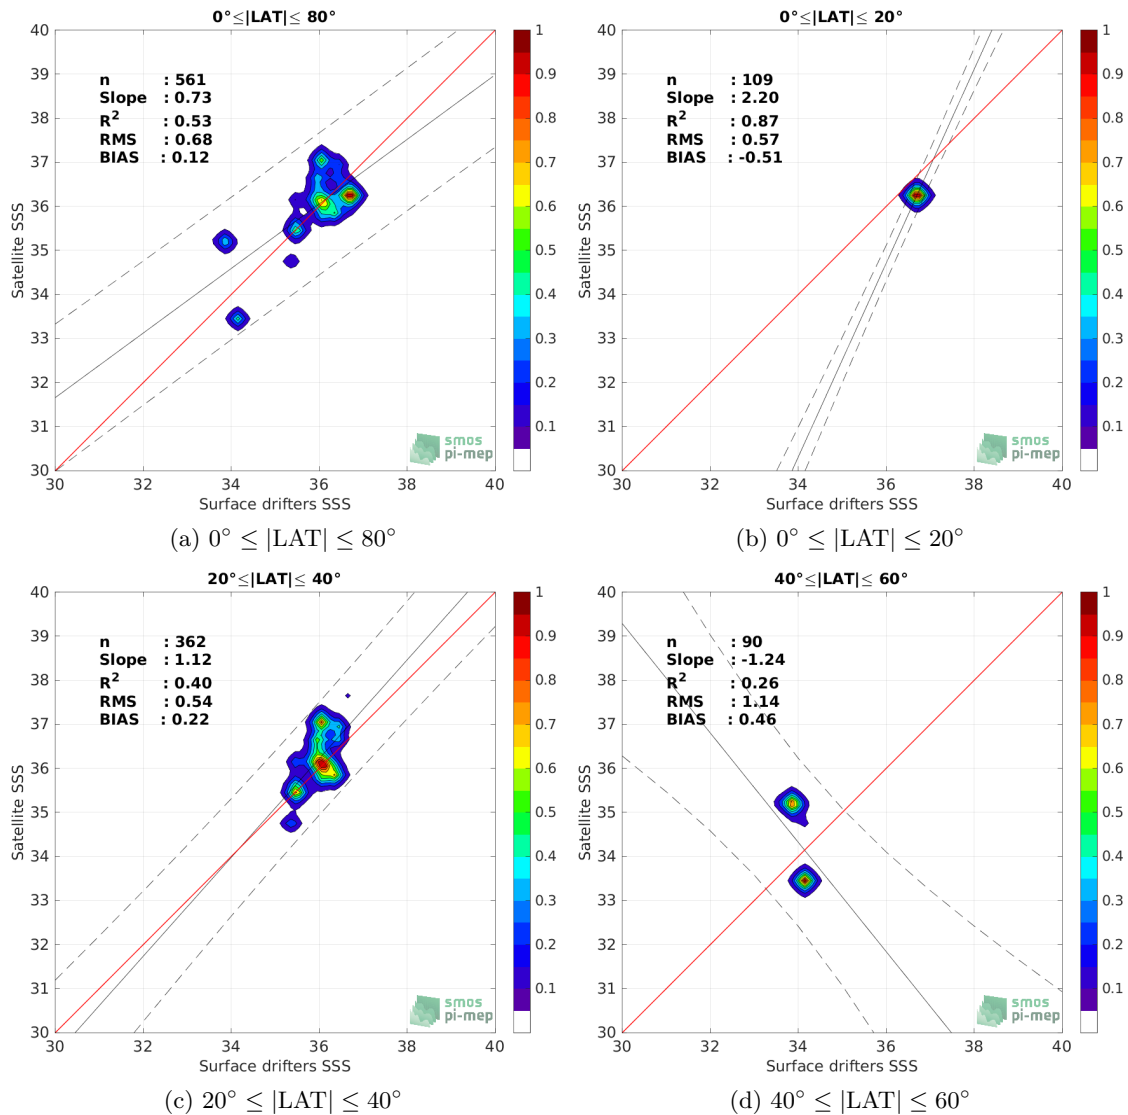 0°≤|LAT|≤ 80°
n : 561
Slope : 0.73
R² : 0.53
RMS : 0.68
BIAS : 0.12
40
39
38
37
36
35
34
33
32
31
30
30 32 34 36 38 40
Satellite SSS
Surface drifters SSS
1
0.9
0.8
0.7
0.6
0.5
0.4
0.3
0.2
0.1
smos
pi-mep
(a) 0° ≤ |LAT| ≤ 80°
0°≤|LAT|≤ 20°
n : 109
Slope : 2.20
R² : 0.87
RMS : 0.57
BIAS : -0.51
40
39
38
37
36
35
34
33
32
31
30
30 32 34 36 38 40
Satellite SSS
Surface drifters SSS
1
0.9
0.8
0.7
0.6
0.5
0.4
0.3
0.2
0.1
smos
pi-mep
(b) 0° ≤ |LAT| ≤ 20°
20°≤|LAT|≤ 40°
n : 362
Slope : 1.12
R² : 0.40
RMS : 0.54
BIAS : 0.22
40
39
38
37
36
35
34
33
32
31
30
30 32 34 36 38 40
Satellite SSS
Surface drifters SSS
1
0.9
0.8
0.7
0.6
0.5
0.4
0.3
0.2
0.1
smos
pi-mep
(c) 20° ≤ |LAT| ≤ 40°
40°≤|LAT|≤ 60°
n : 90
Slope : -1.24
R² : 0.26
RMS : 1.14
BIAS : 0.46
40
39
38
37
36
35
34
33
32
31
30
30 32 34 36 38 40
Satellite SSS
Surface drifters SSS
1
0.9
0.8
0.7
0.6
0.5
0.4
0.3
0.2
0.1
smos
pi-mep
(d) 40° ≤ |LAT| ≤ 60°